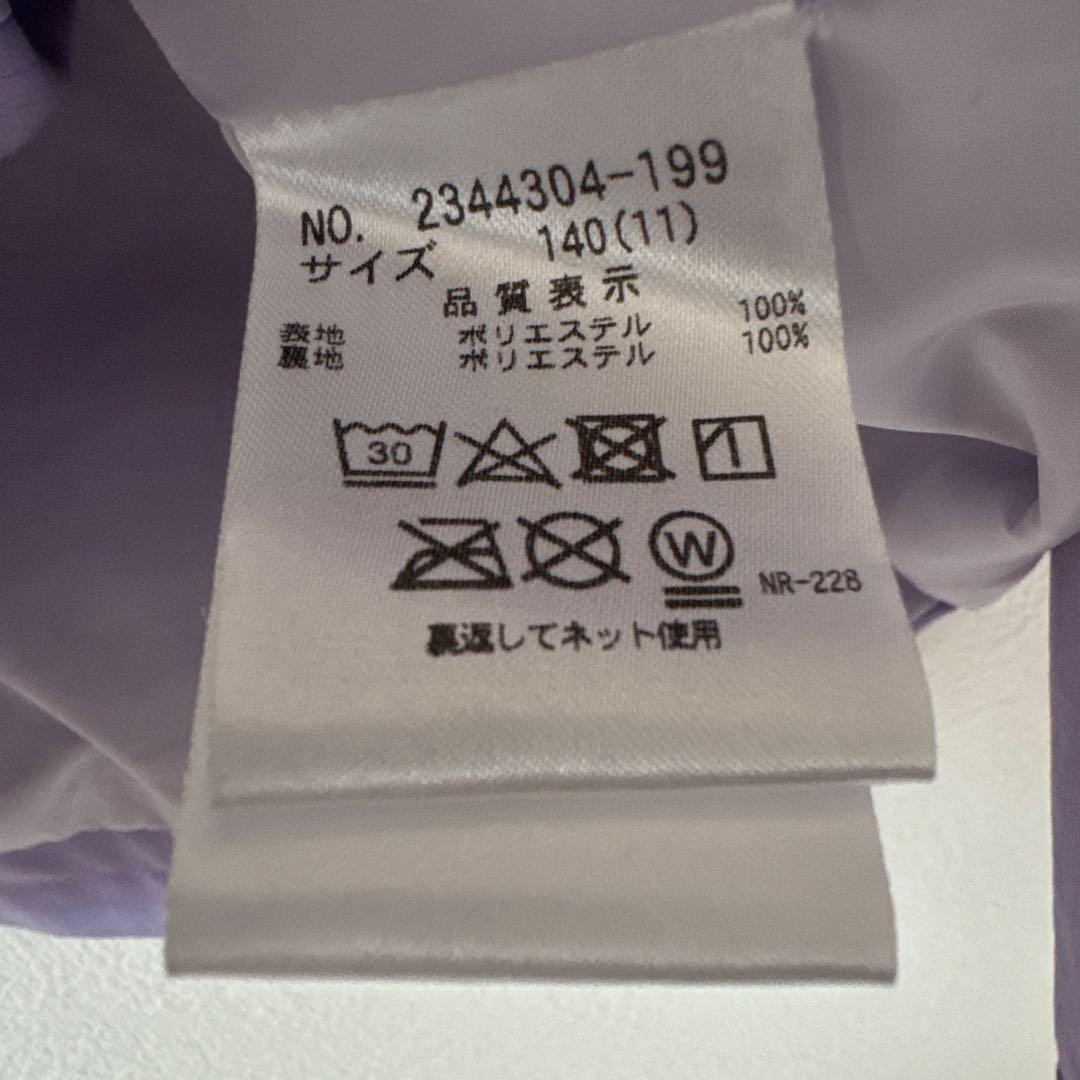 NO. 2344304-199
サイズ 140(11)
品質表示
表地 ポリエステル 100%
裏地 ポリエステル 100%
30
W
NR-228
裏返してネット使用